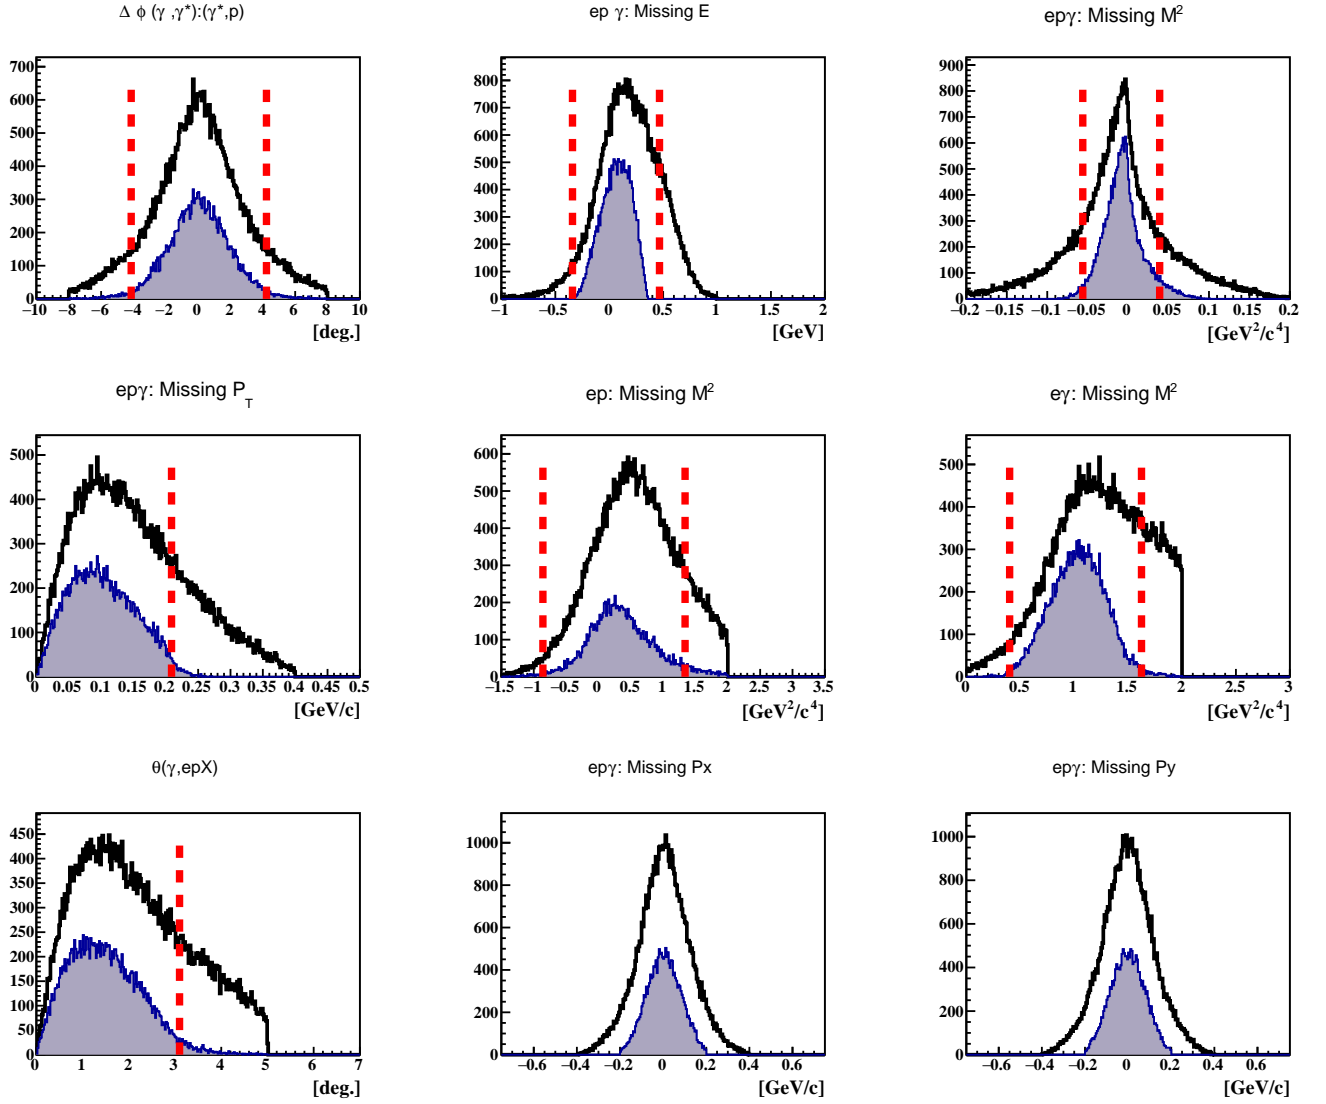 Δ ϕ (γ ,γ*):(γ*,p)
700
600
500
400
300
200
100
0
−10 −8 −6 −4 −2 0 2 4 6 8 10
[deg.]
ep γ: Missing E
800
700
600
500
400
300
200
100
0
−1 −0.5 0 0.5 1 1.5 2
[GeV]
epγ: Missing M²
900
800
700
600
500
400
300
200
100
0
−0.2 −0.15 −0.1 −0.05 0 0.05 0.1 0.15 0.2
[GeV²/c⁴]
epγ: Missing P_T
500
400
300
200
100
0
0 0.05 0.1 0.15 0.2 0.25 0.3 0.35 0.4 0.45 0.5
[GeV/c]
ep: Missing M²
600
500
400
300
200
100
0
−1.5 −1 −0.5 0 0.5 1 1.5 2 2.5 3 3.5
[GeV²/c⁴]
eγ: Missing M²
500
400
300
200
100
0
0 0.5 1 1.5 2 2.5 3
[GeV²/c⁴]
θ(γ,epX)
450
400
350
300
250
200
150
100
50
0
0 1 2 3 4 5 6 7
[deg.]
epγ: Missing Px
1000
800
600
400
200
0
−0.6 −0.4 −0.2 0 0.2 0.4 0.6
[GeV/c]
epγ: Missing Py
1000
800
600
400
200
0
−0.6 −0.4 −0.2 0 0.2 0.4 0.6
[GeV/c]